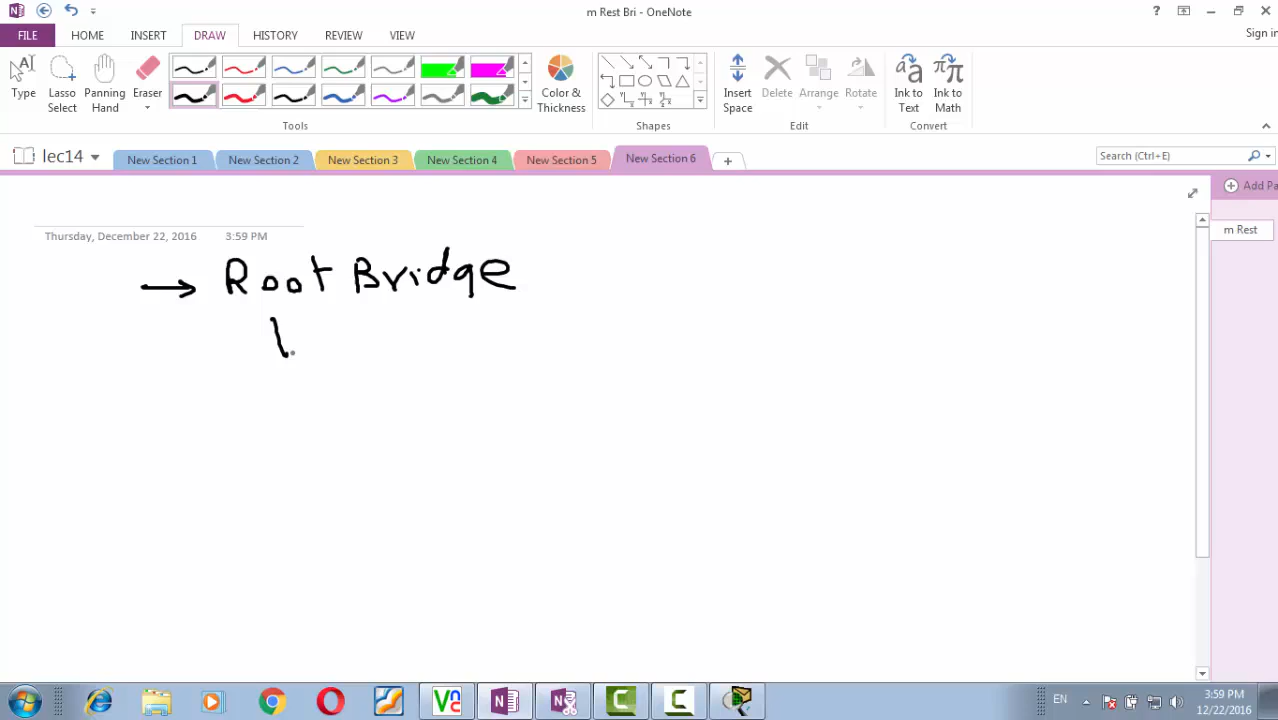 m Rest Bri - OneNote
Sign in
FILE HOME INSERT DRAW HISTORY REVIEW VIEW
Type
Lasso Select
Panning Hand
Eraser
Color & Thickness
Insert Space
Delete
Arrange
Rotate
Ink to Text
Ink to Math
Tools
Shapes
Edit
Convert
lec14
New Section 1
New Section 2
New Section 3
New Section 4
New Section 5
New Section 6
Search (Ctrl+E)
Add Pa
m Rest
Thursday, December 22, 2016 3:59 PM
→ Root Bridge
EN
3:59 PM
12/22/2016